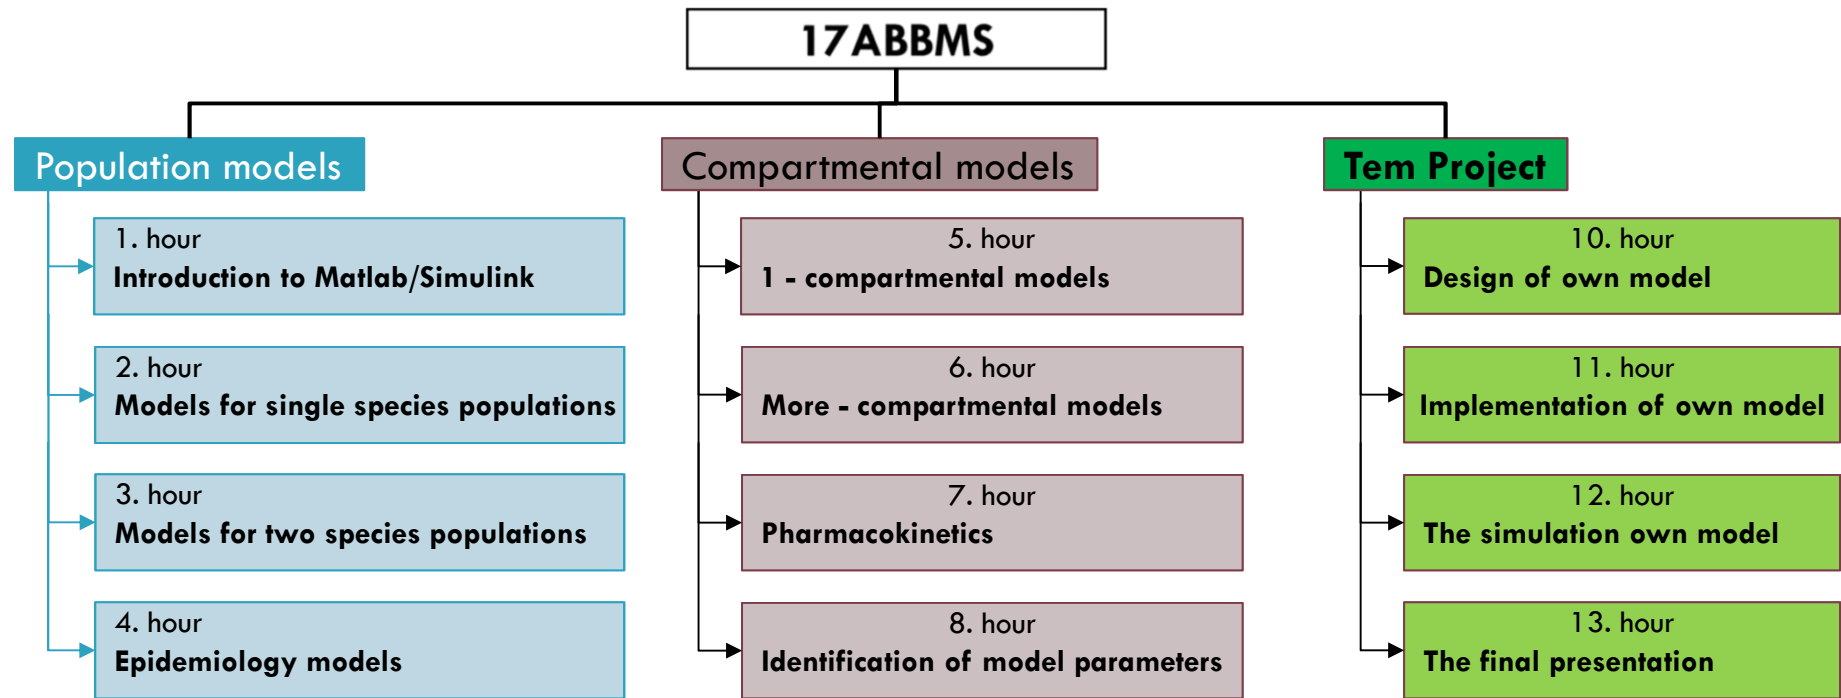 17ABBMS
Population models
1. hour
Introduction to Matlab/Simulink
2. hour
Models for single species populations
3. hour
Models for two species populations
4. hour
Epidemiology models
Compartmental models
5. hour
1 - compartmental models
6. hour
More - compartmental models
7. hour
Pharmacokinetics
8. hour
Identification of model parameters
Tem Project
10. hour
Design of own model
11. hour
Implementation of own model
12. hour
The simulation own model
13. hour
The final presentation